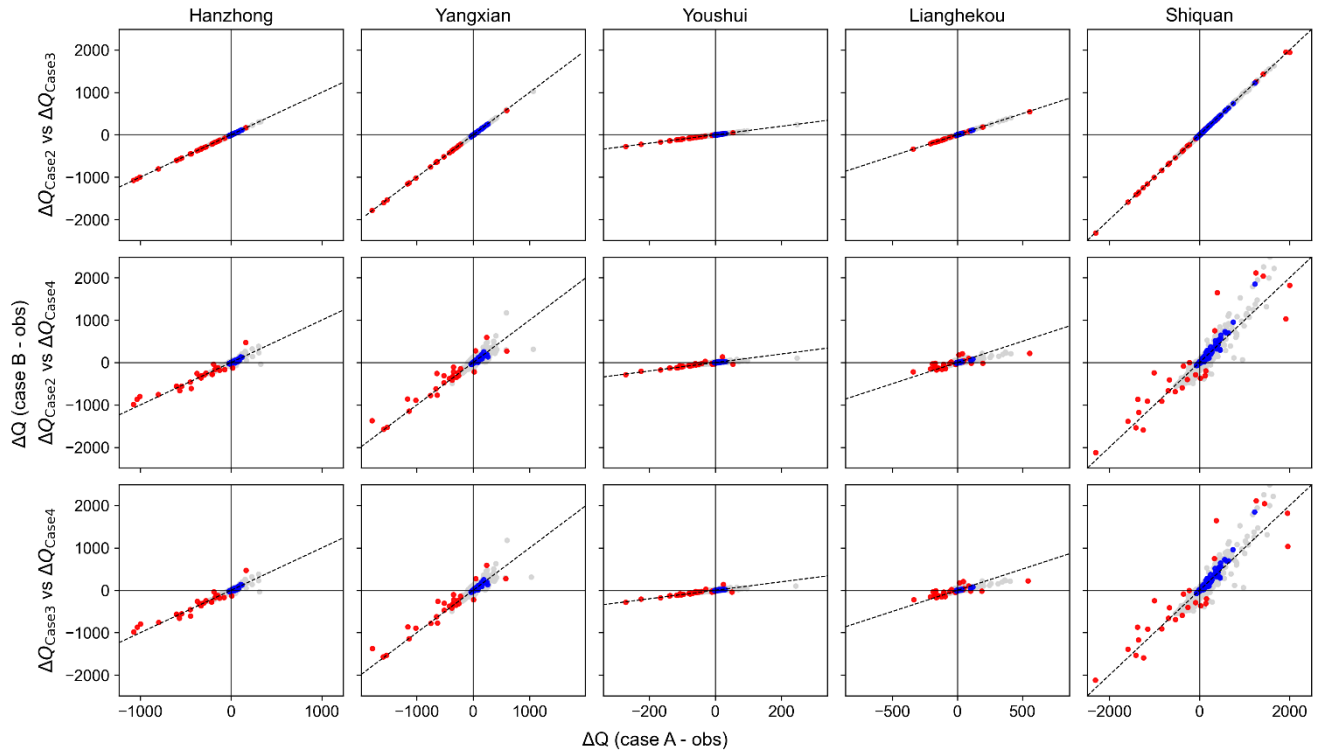 Hanzhong Yangxian Youshui Lianghekou Shiquan
2000
1000
0
−1000
−2000
ΔQCase2 vs ΔQCase3
2000
1000
0
−1000
−2000
ΔQ (case B - obs)
ΔQCase2 vs ΔQCase4
2000
1000
0
−1000
−2000
ΔQCase3 vs ΔQCase4
−1000 0 1000 −1000 0 1000 −200 0 200 −500 0 500 −2000 0 2000
ΔQ (case A - obs)